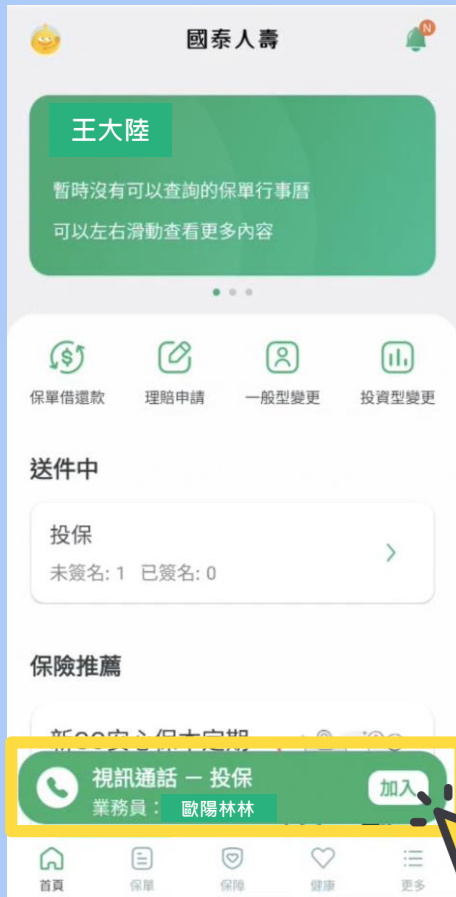 國泰人壽
N
王大陸
暫時沒有可以查詢的保單行事曆
可以左右滑動查看更多內容
保單借還款 理賠申請 一般型變更 投資型變更
送件中
投保
未簽名: 1 已簽名: 0
保險推薦
視訊通話 － 投保
業務員： 歐陽林林
加入
首頁 保單 保障 健康 更多